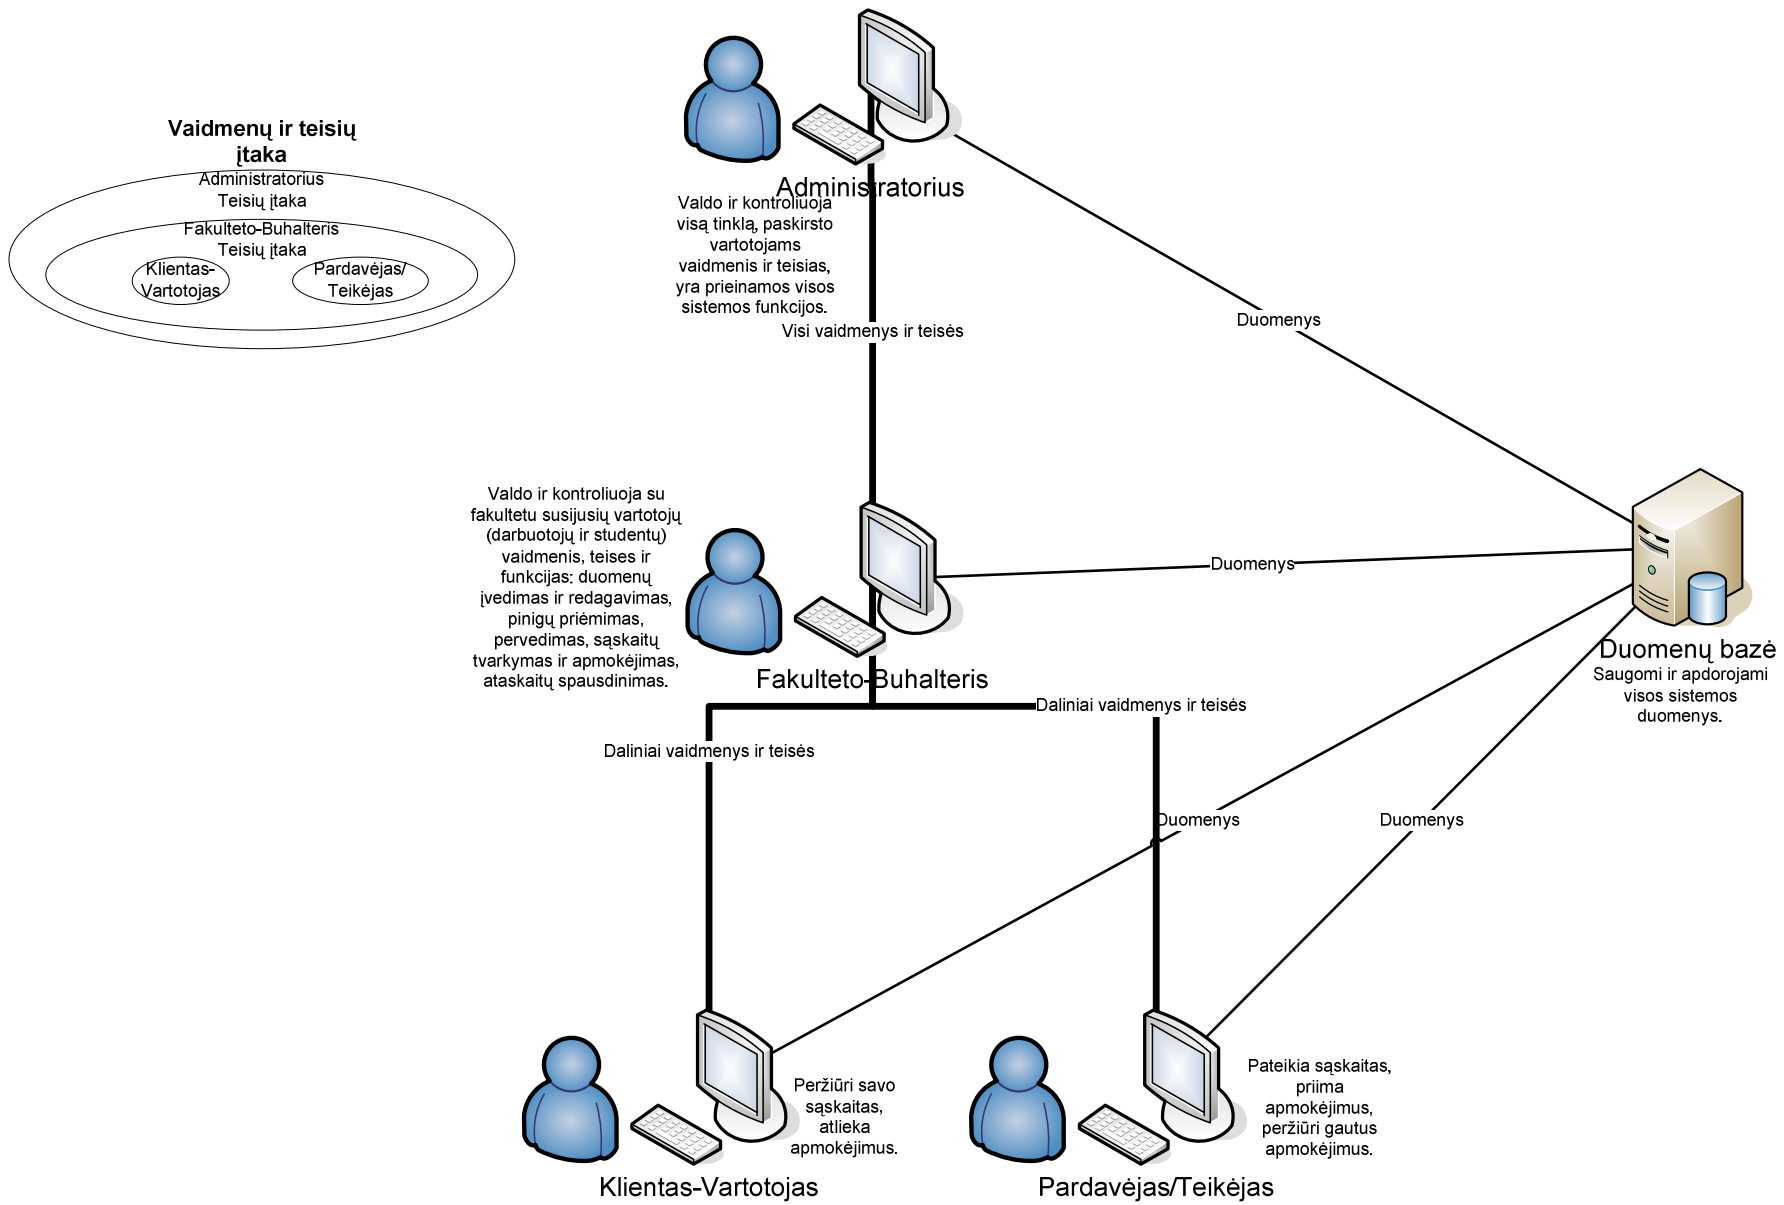 Vaidmenų ir teisių
įtaka
Administratorius
Teisių įtaka
Fakulteto-Buhalteris
Teisių įtaka
Klientas-
Vartotojas
Pardavėjas/
Teikėjas
Administratorius
Valdo ir kontroliuoja
visą tinklą, paskirsto
vartotojams
vaidmenis ir teisias,
yra prieinamos visos
sistemos funkcijos.
Visi vaidmenys ir teisės
Duomenys
Valdo ir kontroliuoja su
fakultetu susijusių vartotojų
(darbuotojų ir studentų)
vaidmenis, teises ir
funkcijas: duomenų
įvedimas ir redagavimas,
pinigų priėmimas,
pervedimas, sąskaitų
tvarkymas ir apmokėjimas,
ataskaitų spausdinimas.
Fakulteto-Buhalteris
Duomenys
Duomenų bazė
Saugomi ir apdorojami
visos sistemos
duomenys.
Daliniai vaidmenys ir teisės
Daliniai vaidmenys ir teisės
Duomenys
Duomenys
Peržiūri savo
sąskaitas,
atlieka
apmokėjimus.
Klientas-Vartotojas
Pateikia sąskaitas,
priima
apmokėjimus,
peržiūri gautus
apmokėjimus.
Pardavėjas/Teikėjas